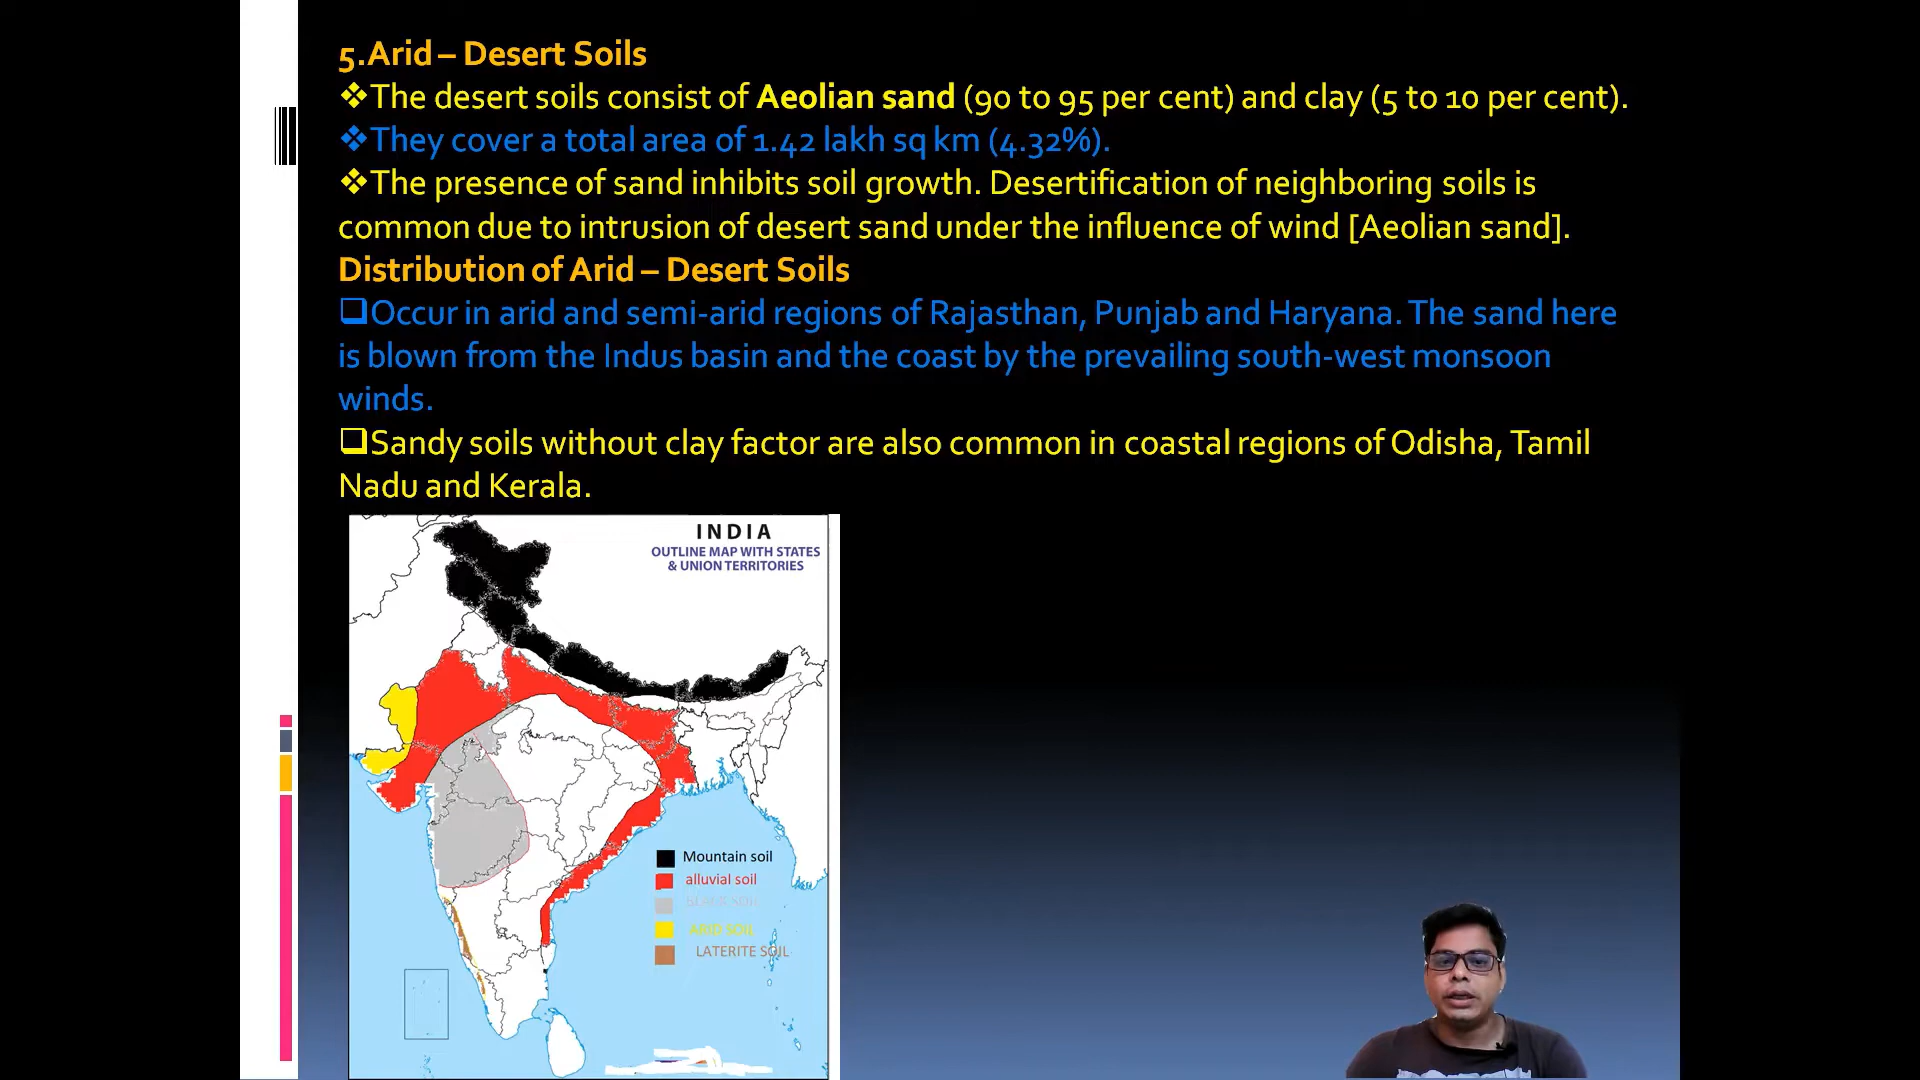 5.Arid – Desert Soils
❖The desert soils consist of Aeolian sand (90 to 95 per cent) and clay (5 to 10 per cent).
❖They cover a total area of 1.42 lakh sq km (4.32%).
❖The presence of sand inhibits soil growth. Desertification of neighboring soils is
common due to intrusion of desert sand under the influence of wind [Aeolian sand].
Distribution of Arid – Desert Soils
❑Occur in arid and semi-arid regions of Rajasthan, Punjab and Haryana. The sand here
is blown from the Indus basin and the coast by the prevailing south-west monsoon
winds.
❑Sandy soils without clay factor are also common in coastal regions of Odisha, Tamil
Nadu and Kerala.
INDIA
OUTLINE MAP WITH STATES
& UNION TERRITORIES
Mountain soil
alluvial soil
BLACK SOIL
ARID SOIL
LATERITE SOIL